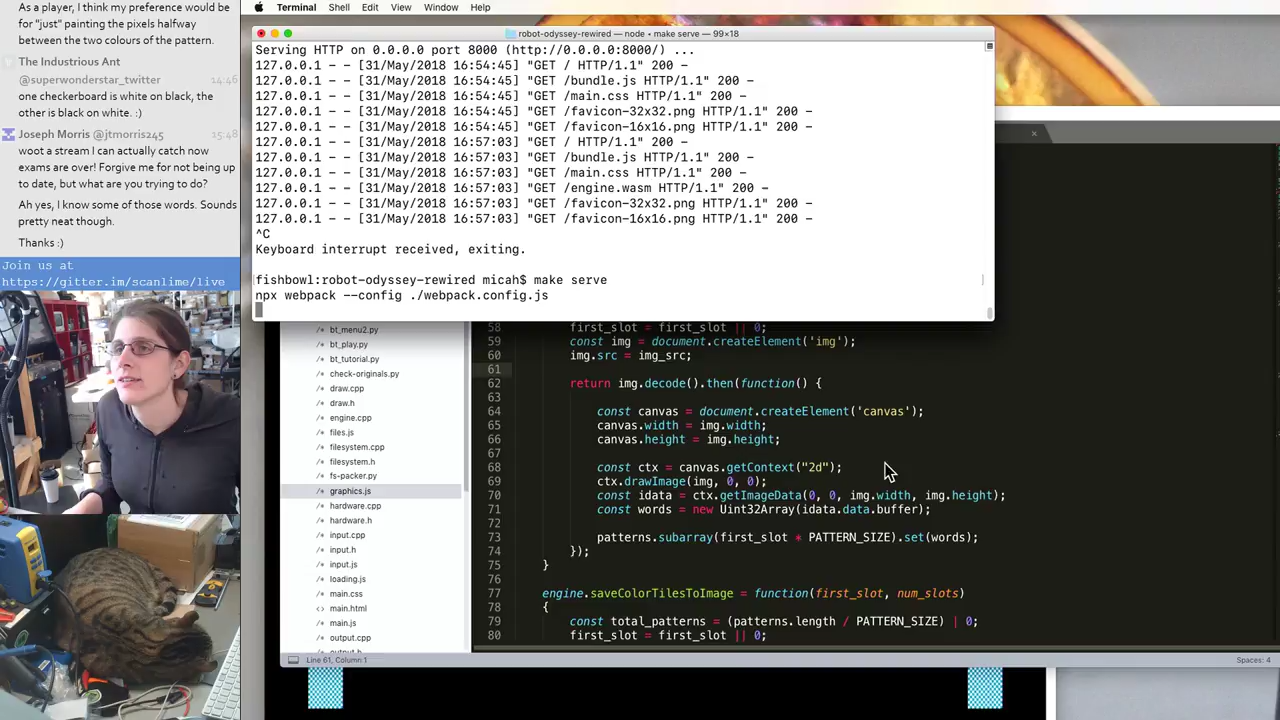 As a player, I think my preference would be
for "just" painting the pixels halfway
between the two colours of the pattern.
The Industrious Ant
@superwonderstar_twitter 14:46
one checkerboard is white on black, the
other is black on white. :)
Joseph Morris @jtmorris245 15:48
woot a stream I can actually catch now
exams are over! Forgive me for not being up
to date, but what are you trying to do?
Ah yes, I know some of those words. Sounds
pretty neat though.
Thanks :)
Join us at
https://gitter.im/scanlime/live
Terminal Shell Edit View Window Help
robot-odyssey-rewired — node ◂ make serve — 99×18
Serving HTTP on 0.0.0.0 port 8000 (http://0.0.0.0:8000/) ...
127.0.0.1 - - [31/May/2018 16:54:45] "GET / HTTP/1.1" 200 -
127.0.0.1 - - [31/May/2018 16:54:45] "GET /bundle.js HTTP/1.1" 200 -
127.0.0.1 - - [31/May/2018 16:54:45] "GET /main.css HTTP/1.1" 200 -
127.0.0.1 - - [31/May/2018 16:54:45] "GET /favicon-32x32.png HTTP/1.1" 200 -
127.0.0.1 - - [31/May/2018 16:54:45] "GET /favicon-16x16.png HTTP/1.1" 200 -
127.0.0.1 - - [31/May/2018 16:57:03] "GET / HTTP/1.1" 200 -
127.0.0.1 - - [31/May/2018 16:57:03] "GET /bundle.js HTTP/1.1" 200 -
127.0.0.1 - - [31/May/2018 16:57:03] "GET /main.css HTTP/1.1" 200 -
127.0.0.1 - - [31/May/2018 16:57:03] "GET /engine.wasm HTTP/1.1" 200 -
127.0.0.1 - - [31/May/2018 16:57:03] "GET /favicon-32x32.png HTTP/1.1" 200 -
127.0.0.1 - - [31/May/2018 16:57:03] "GET /favicon-16x16.png HTTP/1.1" 200 -
^C
Keyboard interrupt received, exiting.
fishbowl:robot-odyssey-rewired micah$ make serve
npx webpack --config ./webpack.config.js
bt_menu2.py
bt_play.py
bt_tutorial.py
check-originals.py
draw.cpp
draw.h
engine.cpp
files.js
filesystem.cpp
filesystem.h
fs-packer.py
graphics.js
hardware.cpp
hardware.h
input.cpp
input.h
input.js
loading.js
main.css
main.html
main.js
output.cpp
output.h
58 first_slot = first_slot || 0;
59 const img = document.createElement('img');
60 img.src = img_src;
61
62 return img.decode().then(function() {
63
64 const canvas = document.createElement('canvas');
65 canvas.width = img.width;
66 canvas.height = img.height;
67
68 const ctx = canvas.getContext("2d");
69 ctx.drawImage(img, 0, 0);
70 const idata = ctx.getImageData(0, 0, img.width, img.height);
71 const words = new Uint32Array(idata.data.buffer);
72
73 patterns.subarray(first_slot * PATTERN_SIZE).set(words);
74 });
75 }
76
77 engine.saveColorTilesToImage = function(first_slot, num_slots)
78 {
79 const total_patterns = (patterns.length / PATTERN_SIZE) | 0;
80 first_slot = first_slot || 0;
Line 61, Column 1
Spaces: 4